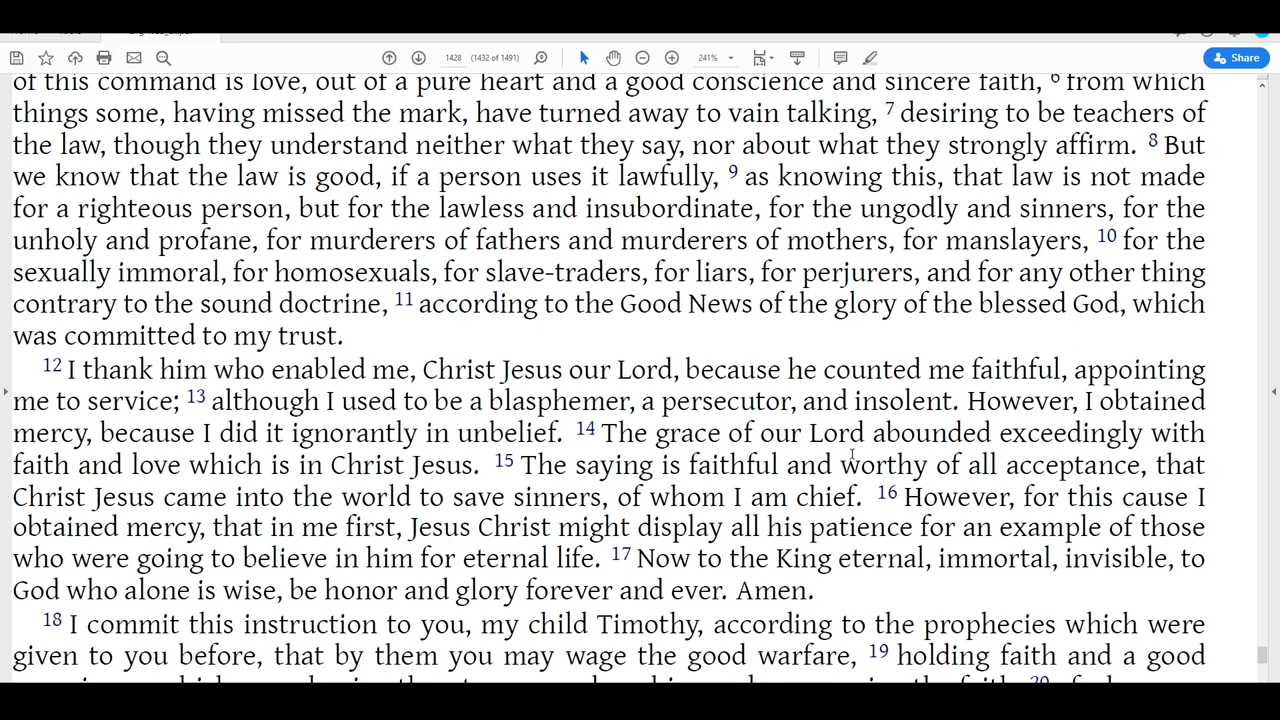 1428 (1432 of 1491) 241% Share
of this command is love, out of a pure heart and a good conscience and sincere faith, 6 from which
things some, having missed the mark, have turned away to vain talking, 7 desiring to be teachers of
the law, though they understand neither what they say, nor about what they strongly affirm. 8 But
we know that the law is good, if a person uses it lawfully, 9 as knowing this, that law is not made
for a righteous person, but for the lawless and insubordinate, for the ungodly and sinners, for the
unholy and profane, for murderers of fathers and murderers of mothers, for manslayers, 10 for the
sexually immoral, for homosexuals, for slave-traders, for liars, for perjurers, and for any other thing
contrary to the sound doctrine, 11 according to the Good News of the glory of the blessed God, which
was committed to my trust.
12 I thank him who enabled me, Christ Jesus our Lord, because he counted me faithful, appointing
me to service; 13 although I used to be a blasphemer, a persecutor, and insolent. However, I obtained
mercy, because I did it ignorantly in unbelief. 14 The grace of our Lord abounded exceedingly with
faith and love which is in Christ Jesus. 15 The saying is faithful and worthy of all acceptance, that
Christ Jesus came into the world to save sinners, of whom I am chief. 16 However, for this cause I
obtained mercy, that in me first, Jesus Christ might display all his patience for an example of those
who were going to believe in him for eternal life. 17 Now to the King eternal, immortal, invisible, to
God who alone is wise, be honor and glory forever and ever. Amen.
18 I commit this instruction to you, my child Timothy, according to the prophecies which were
given to you before, that by them you may wage the good warfare, 19 holding faith and a good